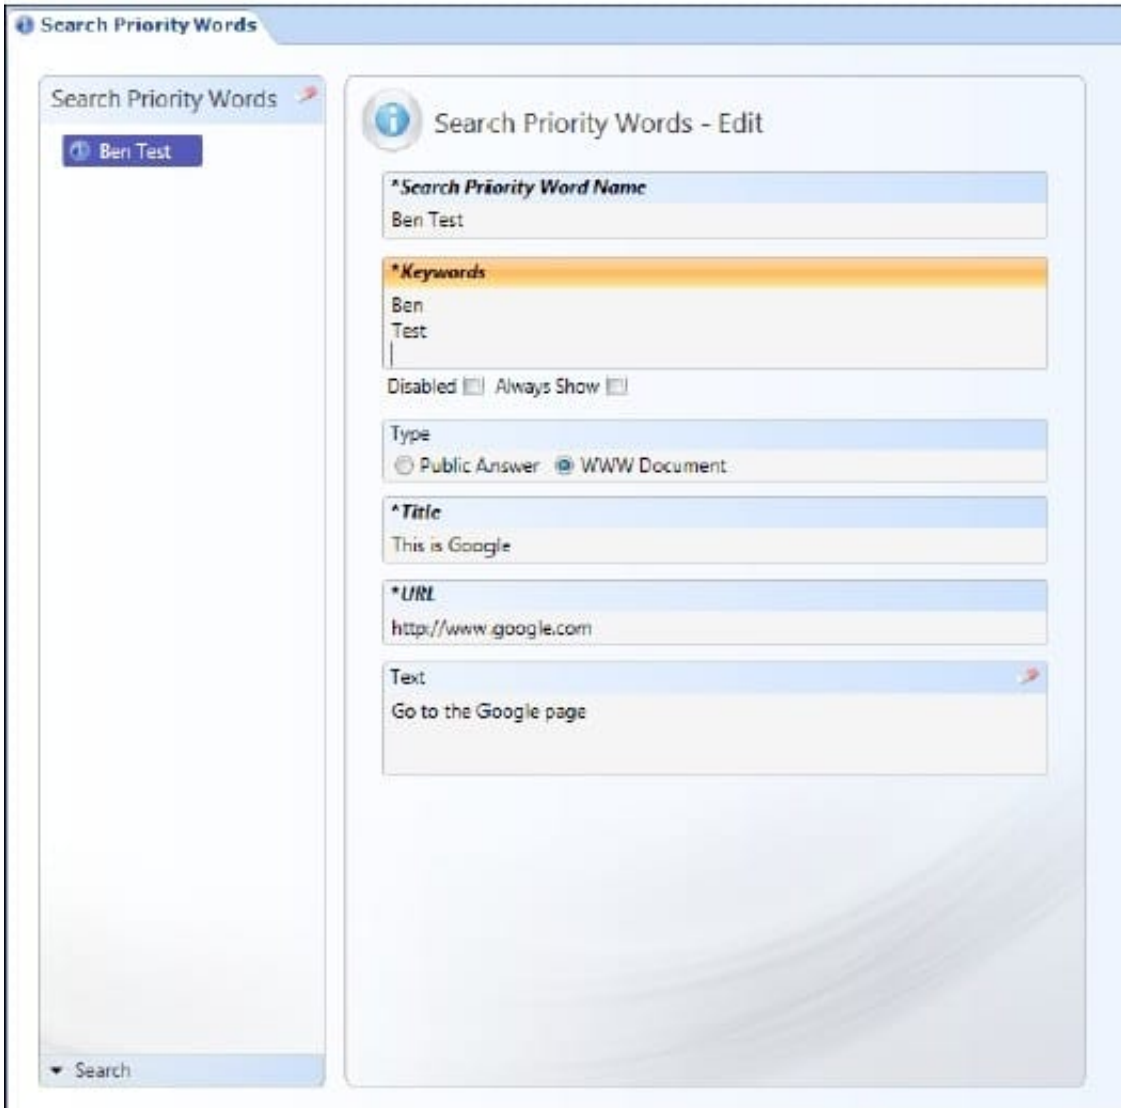 Search Priority Words
Search Priority Words
Ben Test
Search Priority Words - Edit
*Search Priority Word Name
Ben Test
*Keywords
Ben
Test
Disabled Always Show
Type
Public Answer WWW Document
*Title
This is Google
*URL
http://www.google.com
Text
Go to the Google page
Search